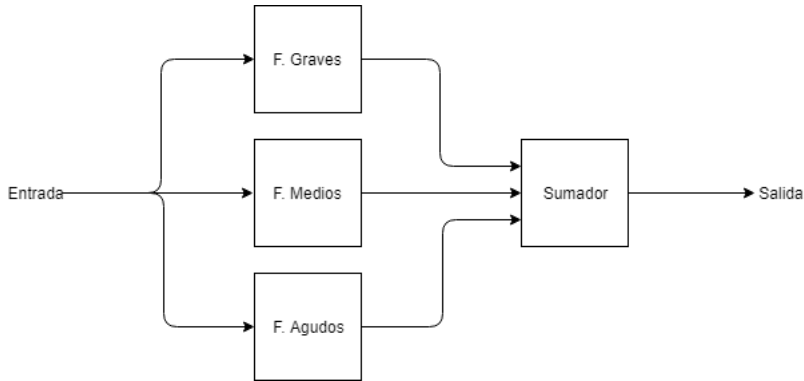 Entrada
F. Graves
F. Medios
F. Agudos
Sumador
Salida